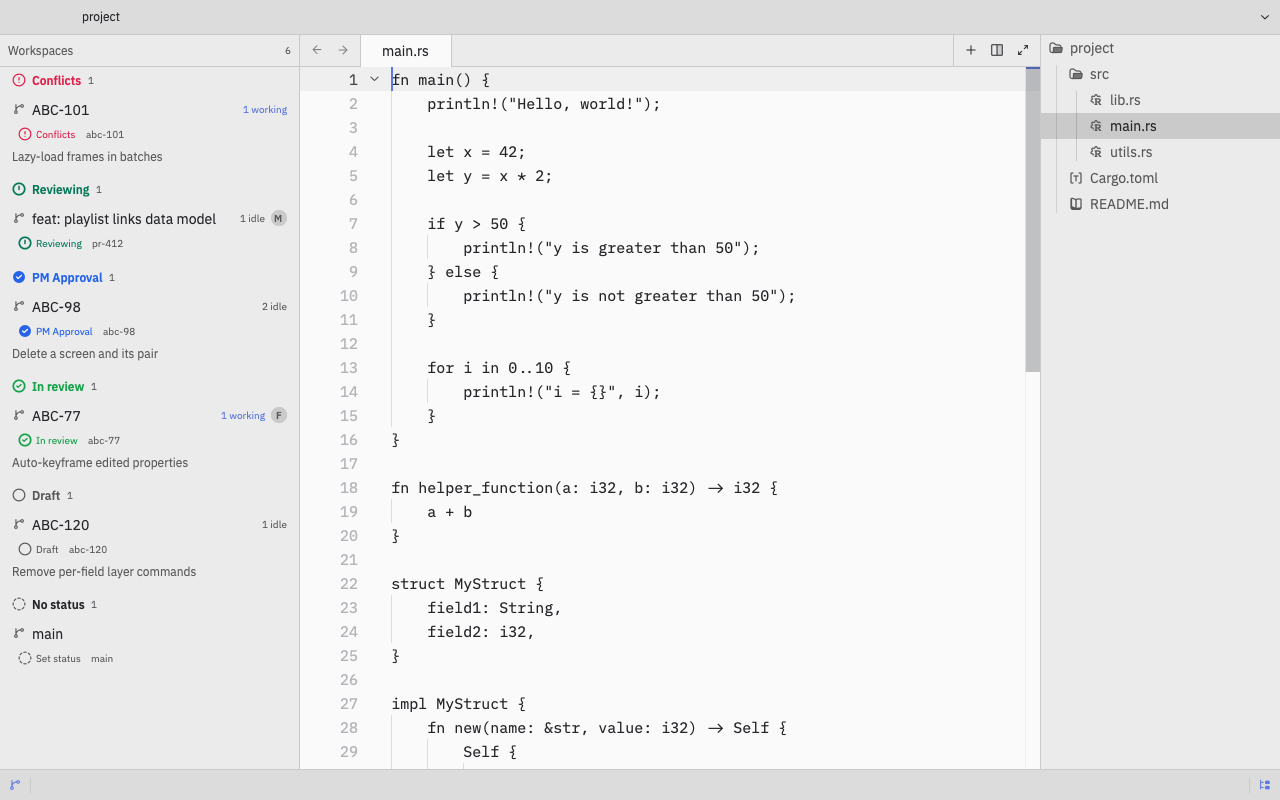 project
Workspaces 6
Conflicts 1
ABC-101 1 working
Conflicts abc-101
Lazy-load frames in batches
Reviewing 1
feat: playlist links data model 1 idle M
Reviewing pr-412
PM Approval 1
ABC-98 2 idle
PM Approval abc-98
Delete a screen and its pair
In review 1
ABC-77 1 working F
In review abc-77
Auto-keyframe edited properties
Draft 1
ABC-120 1 idle
Draft abc-120
Remove per-field layer commands
No status 1
main
Set status main
main.rs
1 fn main() {
2 println!("Hello, world!");
3
4 let x = 42;
5 let y = x * 2;
6
7 if y > 50 {
8 println!("y is greater than 50");
9 } else {
10 println!("y is not greater than 50");
11 }
12
13 for i in 0..10 {
14 println!("i = {}", i);
15 }
16 }
17
18 fn helper_function(a: i32, b: i32) -> i32 {
19 a + b
20 }
21
22 struct MyStruct {
23 field1: String,
24 field2: i32,
25 }
26
27 impl MyStruct {
28 fn new(name: &str, value: i32) -> Self {
29 Self {
project
src
lib.rs
main.rs
utils.rs
Cargo.toml
README.md